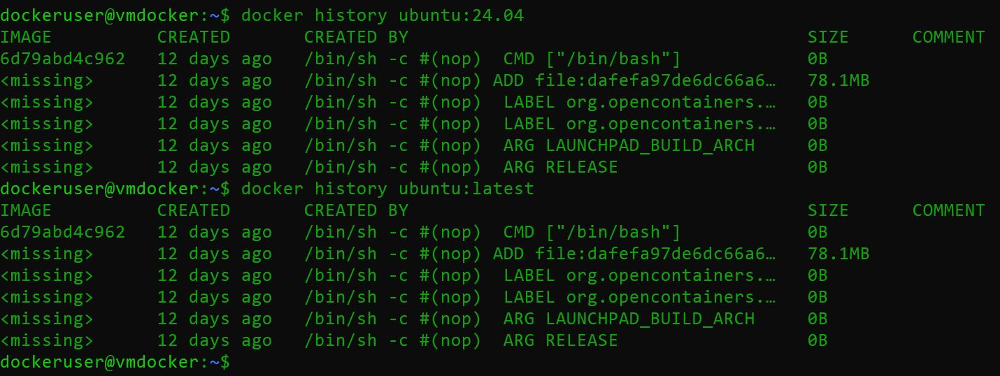 dockeruser@vmdocker:~$ docker history ubuntu:24.04
IMAGE CREATED CREATED BY SIZE COMMENT
6d79abd4c962 12 days ago /bin/sh -c #(nop)  CMD ["/bin/bash"] 0B
<missing> 12 days ago /bin/sh -c #(nop) ADD file:dafefa97de6dc66a6… 78.1MB
<missing> 12 days ago /bin/sh -c #(nop)  LABEL org.opencontainers.… 0B
<missing> 12 days ago /bin/sh -c #(nop)  LABEL org.opencontainers.… 0B
<missing> 12 days ago /bin/sh -c #(nop)  ARG LAUNCHPAD_BUILD_ARCH 0B
<missing> 12 days ago /bin/sh -c #(nop)  ARG RELEASE 0B
dockeruser@vmdocker:~$ docker history ubuntu:latest
IMAGE CREATED CREATED BY SIZE COMMENT
6d79abd4c962 12 days ago /bin/sh -c #(nop)  CMD ["/bin/bash"] 0B
<missing> 12 days ago /bin/sh -c #(nop) ADD file:dafefa97de6dc66a6… 78.1MB
<missing> 12 days ago /bin/sh -c #(nop)  LABEL org.opencontainers.… 0B
<missing> 12 days ago /bin/sh -c #(nop)  LABEL org.opencontainers.… 0B
<missing> 12 days ago /bin/sh -c #(nop)  ARG LAUNCHPAD_BUILD_ARCH 0B
<missing> 12 days ago /bin/sh -c #(nop)  ARG RELEASE 0B
dockeruser@vmdocker:~$